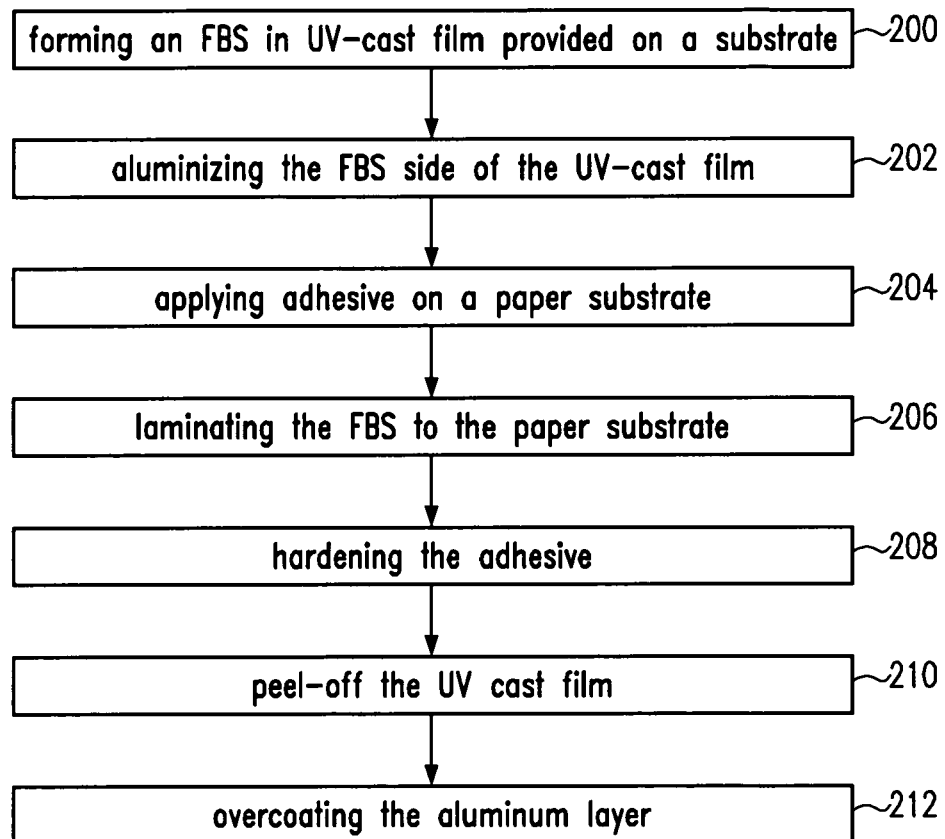 forming an FBS in UV-cast film provided on a substrate 200
aluminizing the FBS side of the UV-cast film 202
applying adhesive on a paper substrate 204
laminating the FBS to the paper substrate 206
hardening the adhesive 208
peel-off the UV cast film 210
overcoating the aluminum layer 212